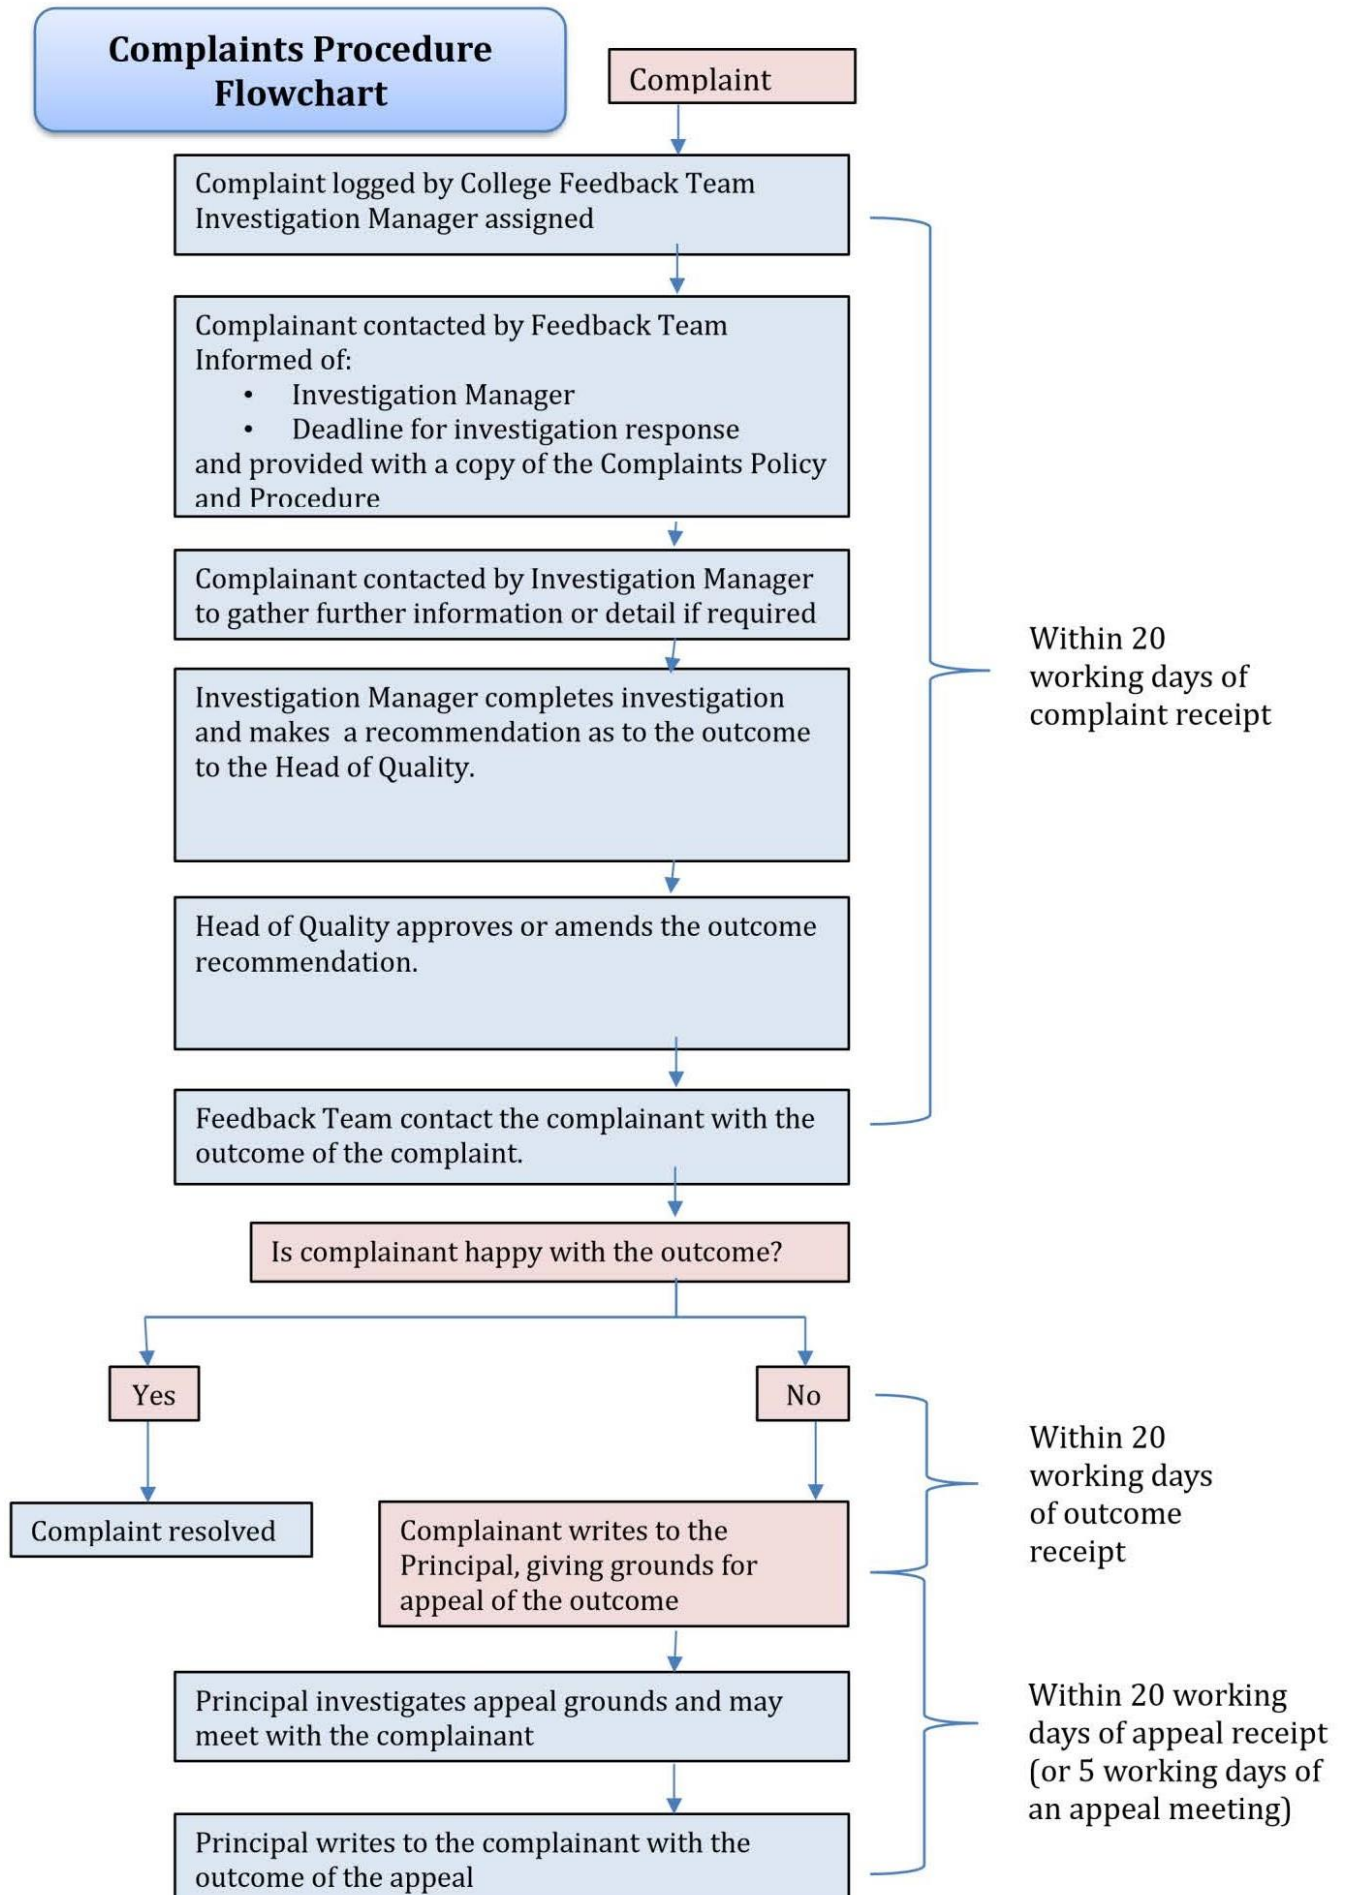 Complaints Procedure
Flowchart
Complaint
Complaint logged by College Feedback Team
Investigation Manager assigned
Complainant contacted by Feedback Team
Informed of:
• Investigation Manager
• Deadline for investigation response
and provided with a copy of the Complaints Policy
and Procedure
Complainant contacted by Investigation Manager
to gather further information or detail if required
Investigation Manager completes investigation
and makes a recommendation as to the outcome
to the Head of Quality.
Head of Quality approves or amends the outcome
recommendation.
Feedback Team contact the complainant with the
outcome of the complaint.
Within 20
working days of
complaint receipt
Is complainant happy with the outcome?
Yes
No
Complaint resolved
Complainant writes to the
Principal, giving grounds for
appeal of the outcome
Within 20
working days
of outcome
receipt
Principal investigates appeal grounds and may
meet with the complainant
Principal writes to the complainant with the
outcome of the appeal
Within 20 working
days of appeal receipt
(or 5 working days of
an appeal meeting)